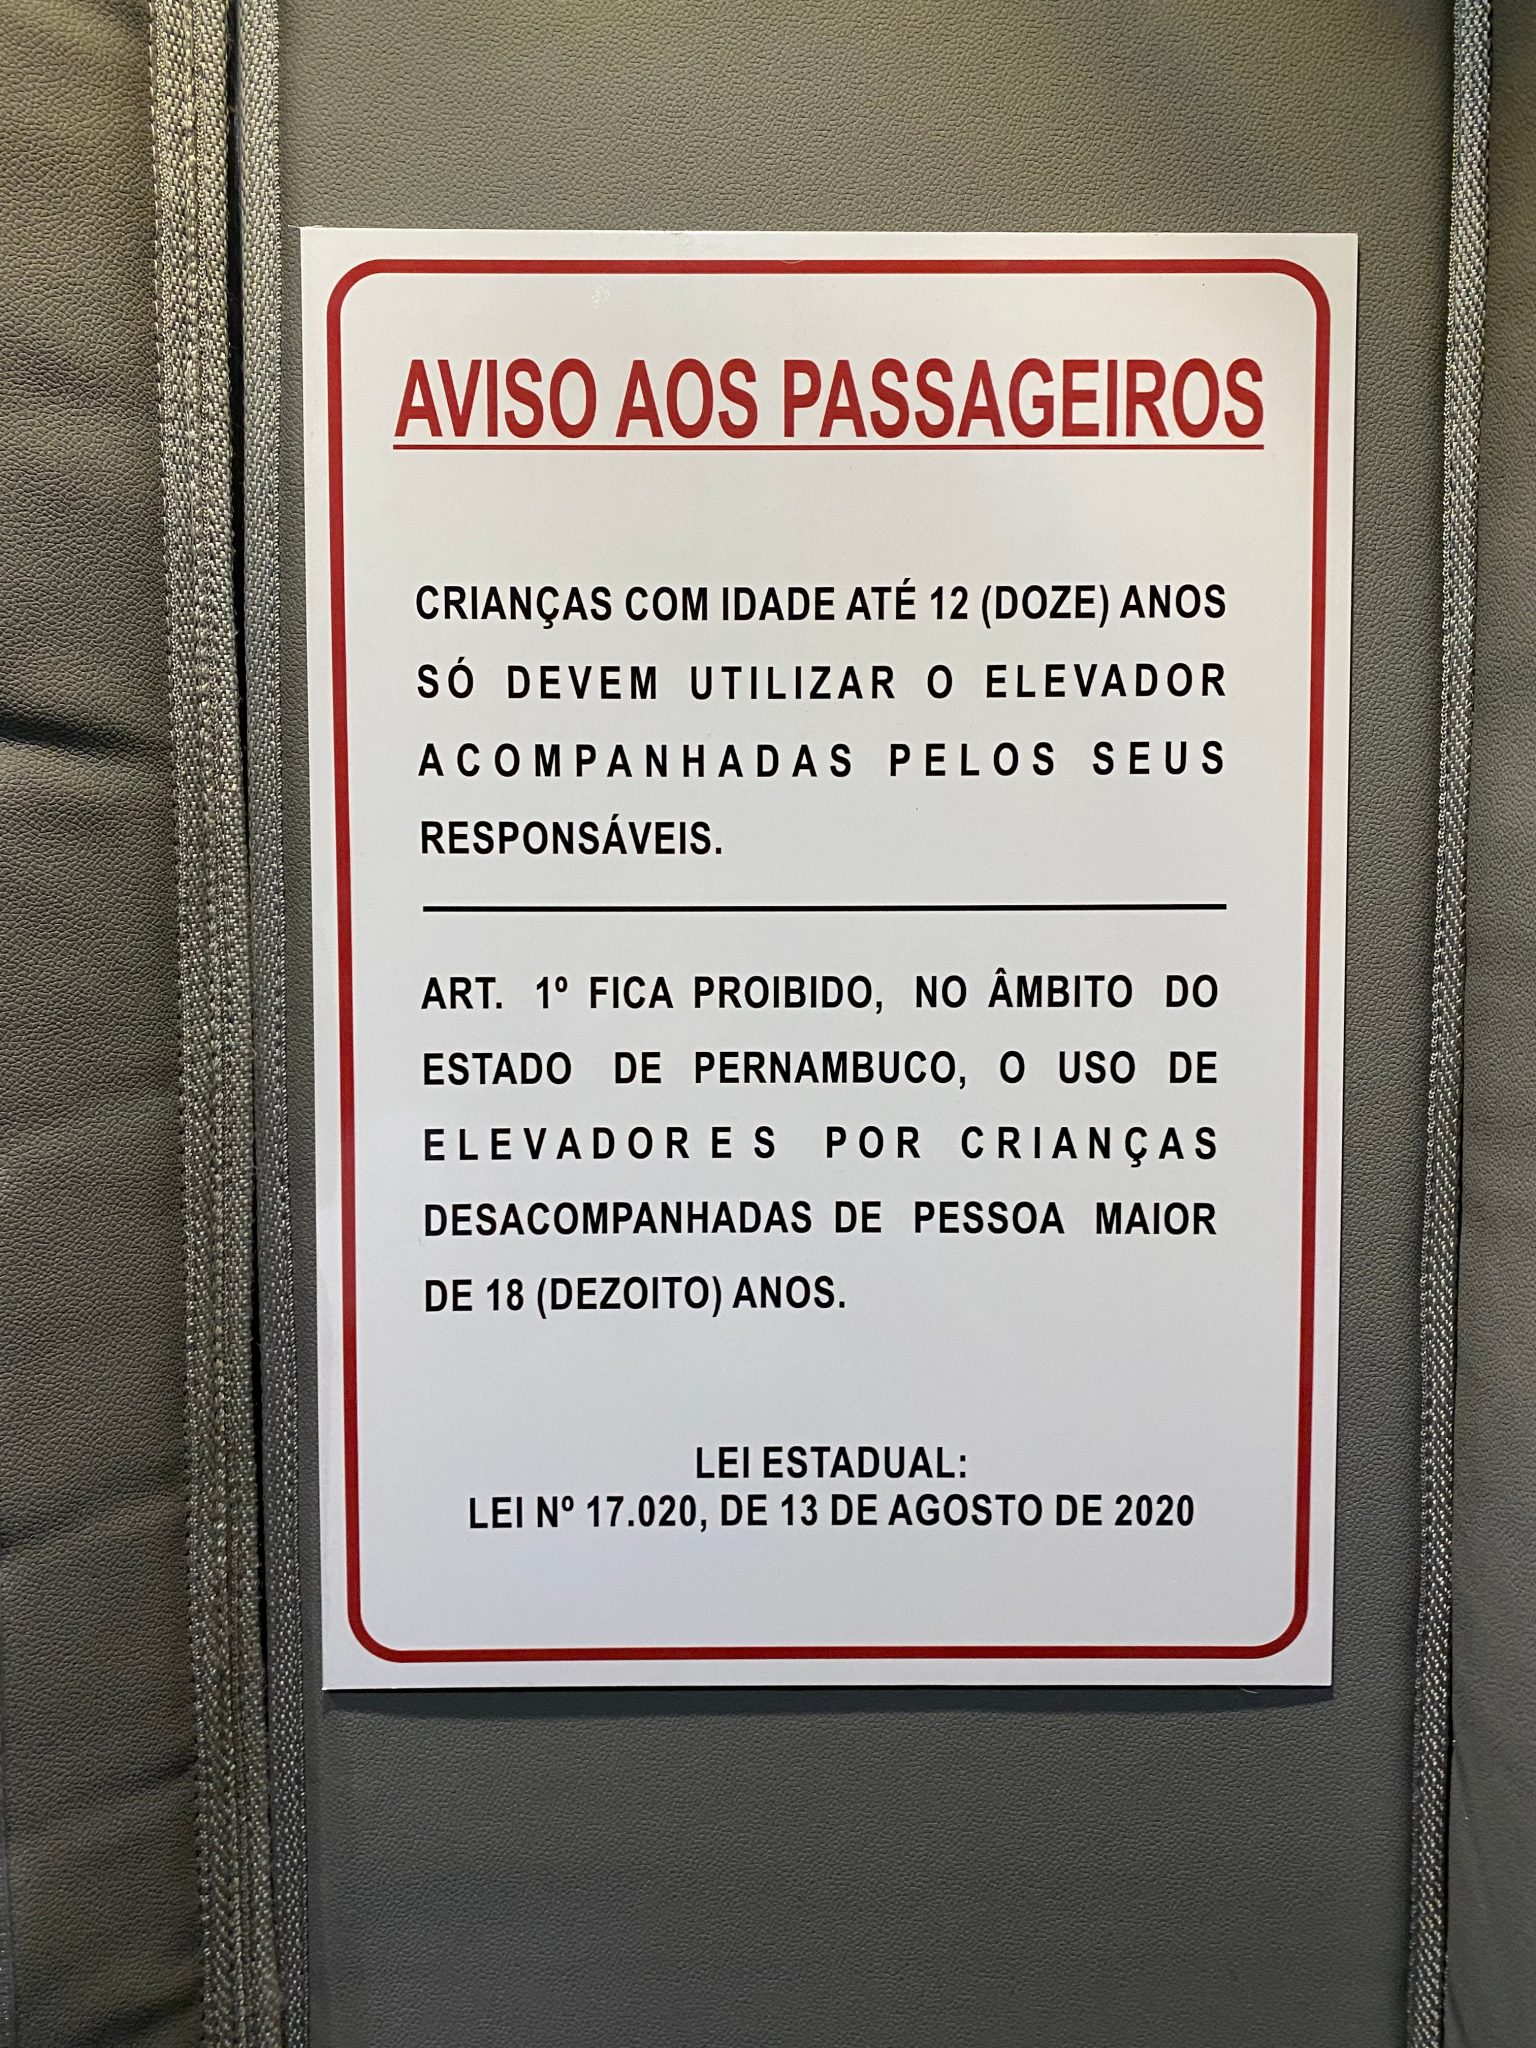 AVISO AOS PASSAGEIROS
CRIANÇAS COM IDADE ATÉ 12 (DOZE) ANOS
SÓ DEVEM UTILIZAR O ELEVADOR
ACOMPANHADAS PELOS SEUS
RESPONSÁVEIS.
ART. 1º FICA PROIBIDO, NO ÂMBITO DO
ESTADO DE PERNAMBUCO, O USO DE
ELEVADORES POR CRIANÇAS
DESACOMPANHADAS DE PESSOA MAIOR
DE 18 (DEZOITO) ANOS.
LEI ESTADUAL:
LEI Nº 17.020, DE 13 DE AGOSTO DE 2020